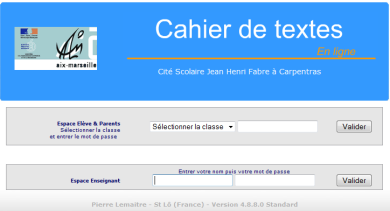 Cahier de textes
En ligne
aix-marseille
Cité Scolaire Jean Henri Fabre à Carpentras
Espace Elève & Parents
Sélectionner la classe
et entrer le mot de passe
Sélectionner la classe
Valider
Entrer votre nom puis votre mot de passe
Espace Enseignant
Valider
Pierre Lemaitre - St Lô (France) - Version 4.8.8.0 Standard